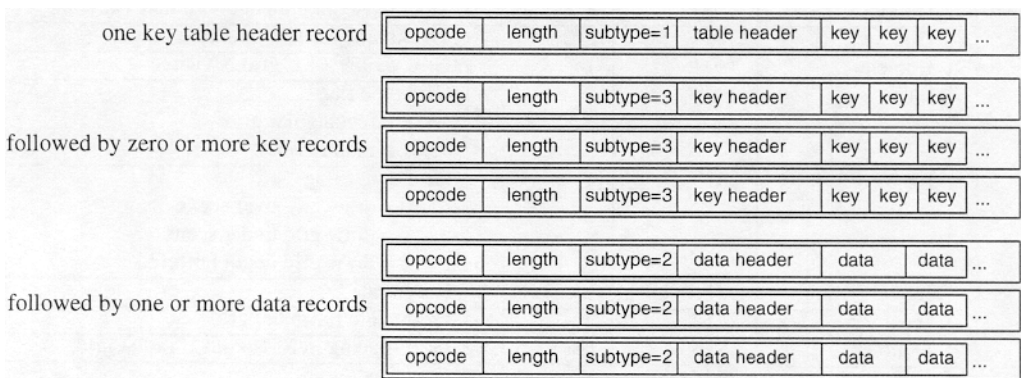 one key table header record opcode length subtype=1 table header key key key ...
opcode length subtype=3 key header key key key ...
followed by zero or more key records opcode length subtype=3 key header key key key ...
opcode length subtype=3 key header key key key ...
opcode length subtype=2 data header data data ...
followed by one or more data records opcode length subtype=2 data header data data ...
opcode length subtype=2 data header data data ...